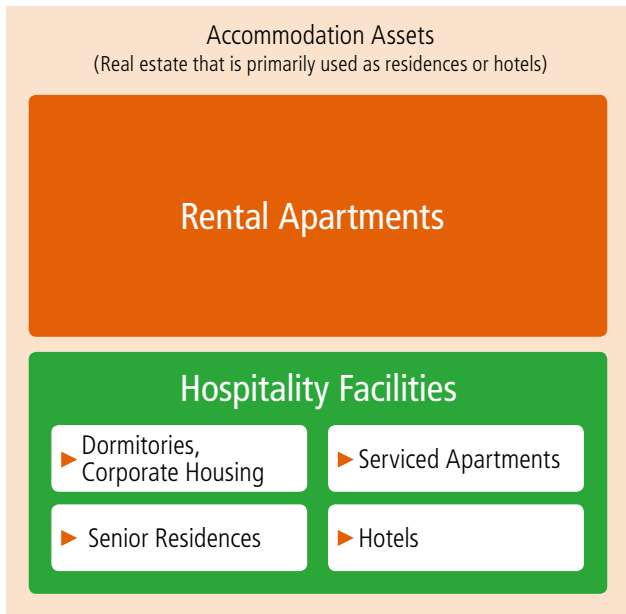 Accommodation Assets
(Real estate that is primarily used as residences or hotels)
Rental Apartments
Hospitality Facilities
Dormitories,
Corporate Housing
Serviced Apartments
Senior Residences
Hotels